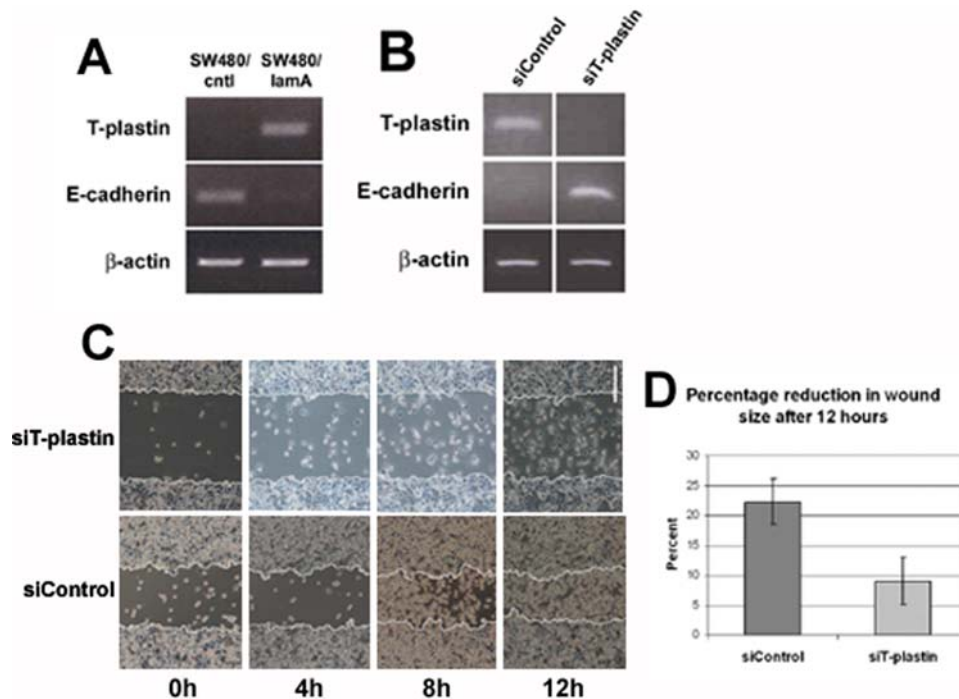 A
SW480/
cntl
SW480/
lamA
T-plastin
E-cadherin
β-actin
B
siControl
siT-plastin
T-plastin
E-cadherin
β-actin
C
siT-plastin
siControl
0h
4h
8h
12h
D
Percentage reduction in wound
size after 12 hours
Percent
30
25
20
15
10
5
0
siControl
siT-plastin